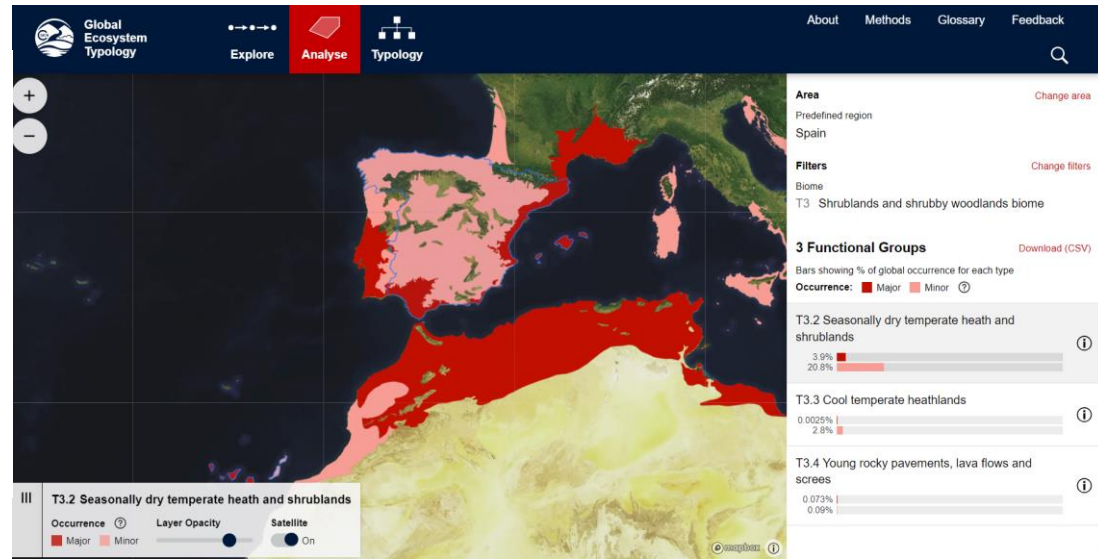 Global
Ecosystem
Typology
Explore
Analyse
Typology
About
Methods
Glossary
Feedback
+
−
Area
Change area
Predefined region
Spain
Filters
Change filters
Biome
T3 Shrublands and shrubby woodlands biome
3 Functional Groups
Download (CSV)
Bars showing % of global occurrence for each type
Occurrence: Major Minor ?
T3.2 Seasonally dry temperate heath and
shrublands
i
3.9%
20.8%
T3.3 Cool temperate heathlands
i
0.0025%
2.8%
T3.4 Young rocky pavements, lava flows and
screes
i
0.073%
0.09%
T3.2 Seasonally dry temperate heath and shrublands
Occurrence ? Layer Opacity Satellite
Major Minor On
mapbox i